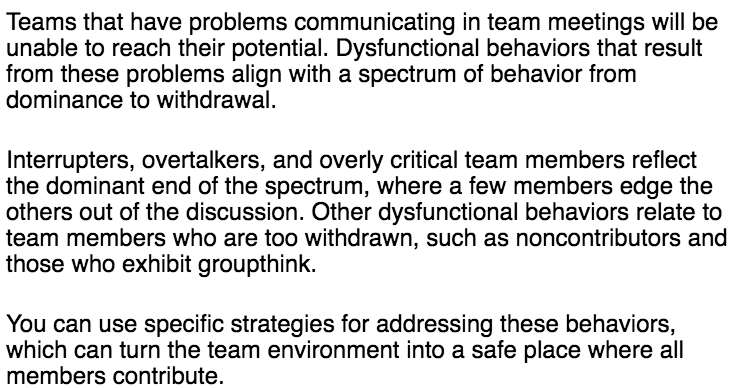 Teams that have problems communicating in team meetings will be
unable to reach their potential. Dysfunctional behaviors that result
from these problems align with a spectrum of behavior from
dominance to withdrawal.
Interrupters, overtalkers, and overly critical team members reflect
the dominant end of the spectrum, where a few members edge the
others out of the discussion. Other dysfunctional behaviors relate to
team members who are too withdrawn, such as noncontributors and
those who exhibit groupthink.
You can use specific strategies for addressing these behaviors,
which can turn the team environment into a safe place where all
members contribute.